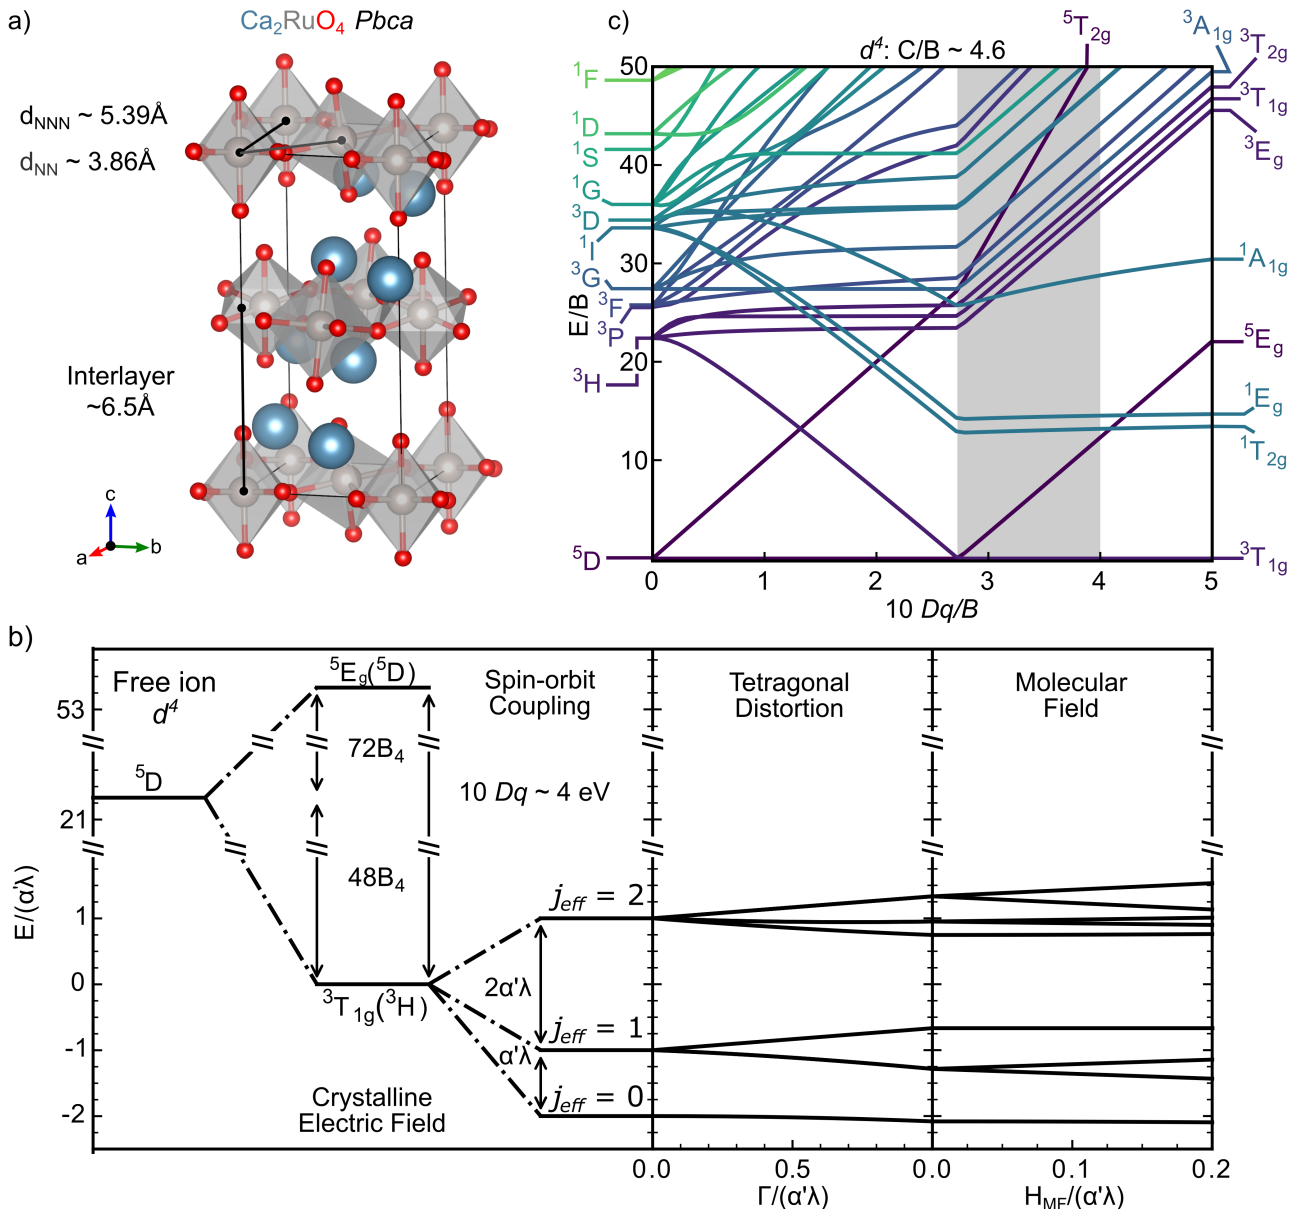 a)
Ca2RuO4 Pbca
dNNN ~ 5.39Å
dNN ~ 3.86Å
Interlayer
~6.5Å
c
a
b
c)
d⁴: C/B ~ 4.6
⁵T2g
³A1g
³T2g
³T1g
³Eg
¹A1g
⁵Eg
¹Eg
¹T2g
³T1g
¹F
¹D
¹S
¹G
³D
¹I
³G
³F
³P
³H
⁵D
E/B
50
40
30
20
10
0 1 2 3 4 5
10 Dq/B
b)
Free ion
d⁴
⁵Eg(⁵D)
Spin-orbit
Coupling
Tetragonal
Distortion
Molecular
Field
53
72B4
⁵D
10 Dq ~ 4 eV
21
48B4
E/(α'λ)
jeff = 2
1
0
³T1g(³H)
2α'λ
jeff = 1
-1
α'λ
jeff = 0
-2
Crystalline
Electric Field
0.0 0.5 0.0 0.1 0.2
Γ/(α'λ)
HMF/(α'λ)